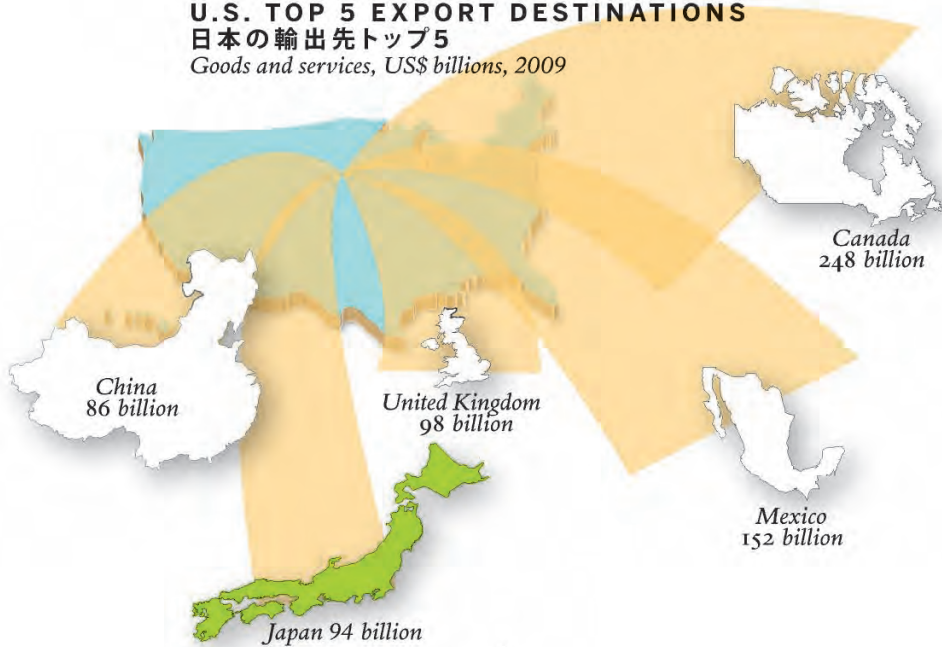 U.S. TOP 5 EXPORT DESTINATIONS
日本の輸出先トップ5
Goods and services, US$ billions, 2009
Canada
248 billion
China
86 billion
United Kingdom
98 billion
Mexico
152 billion
Japan 94 billion